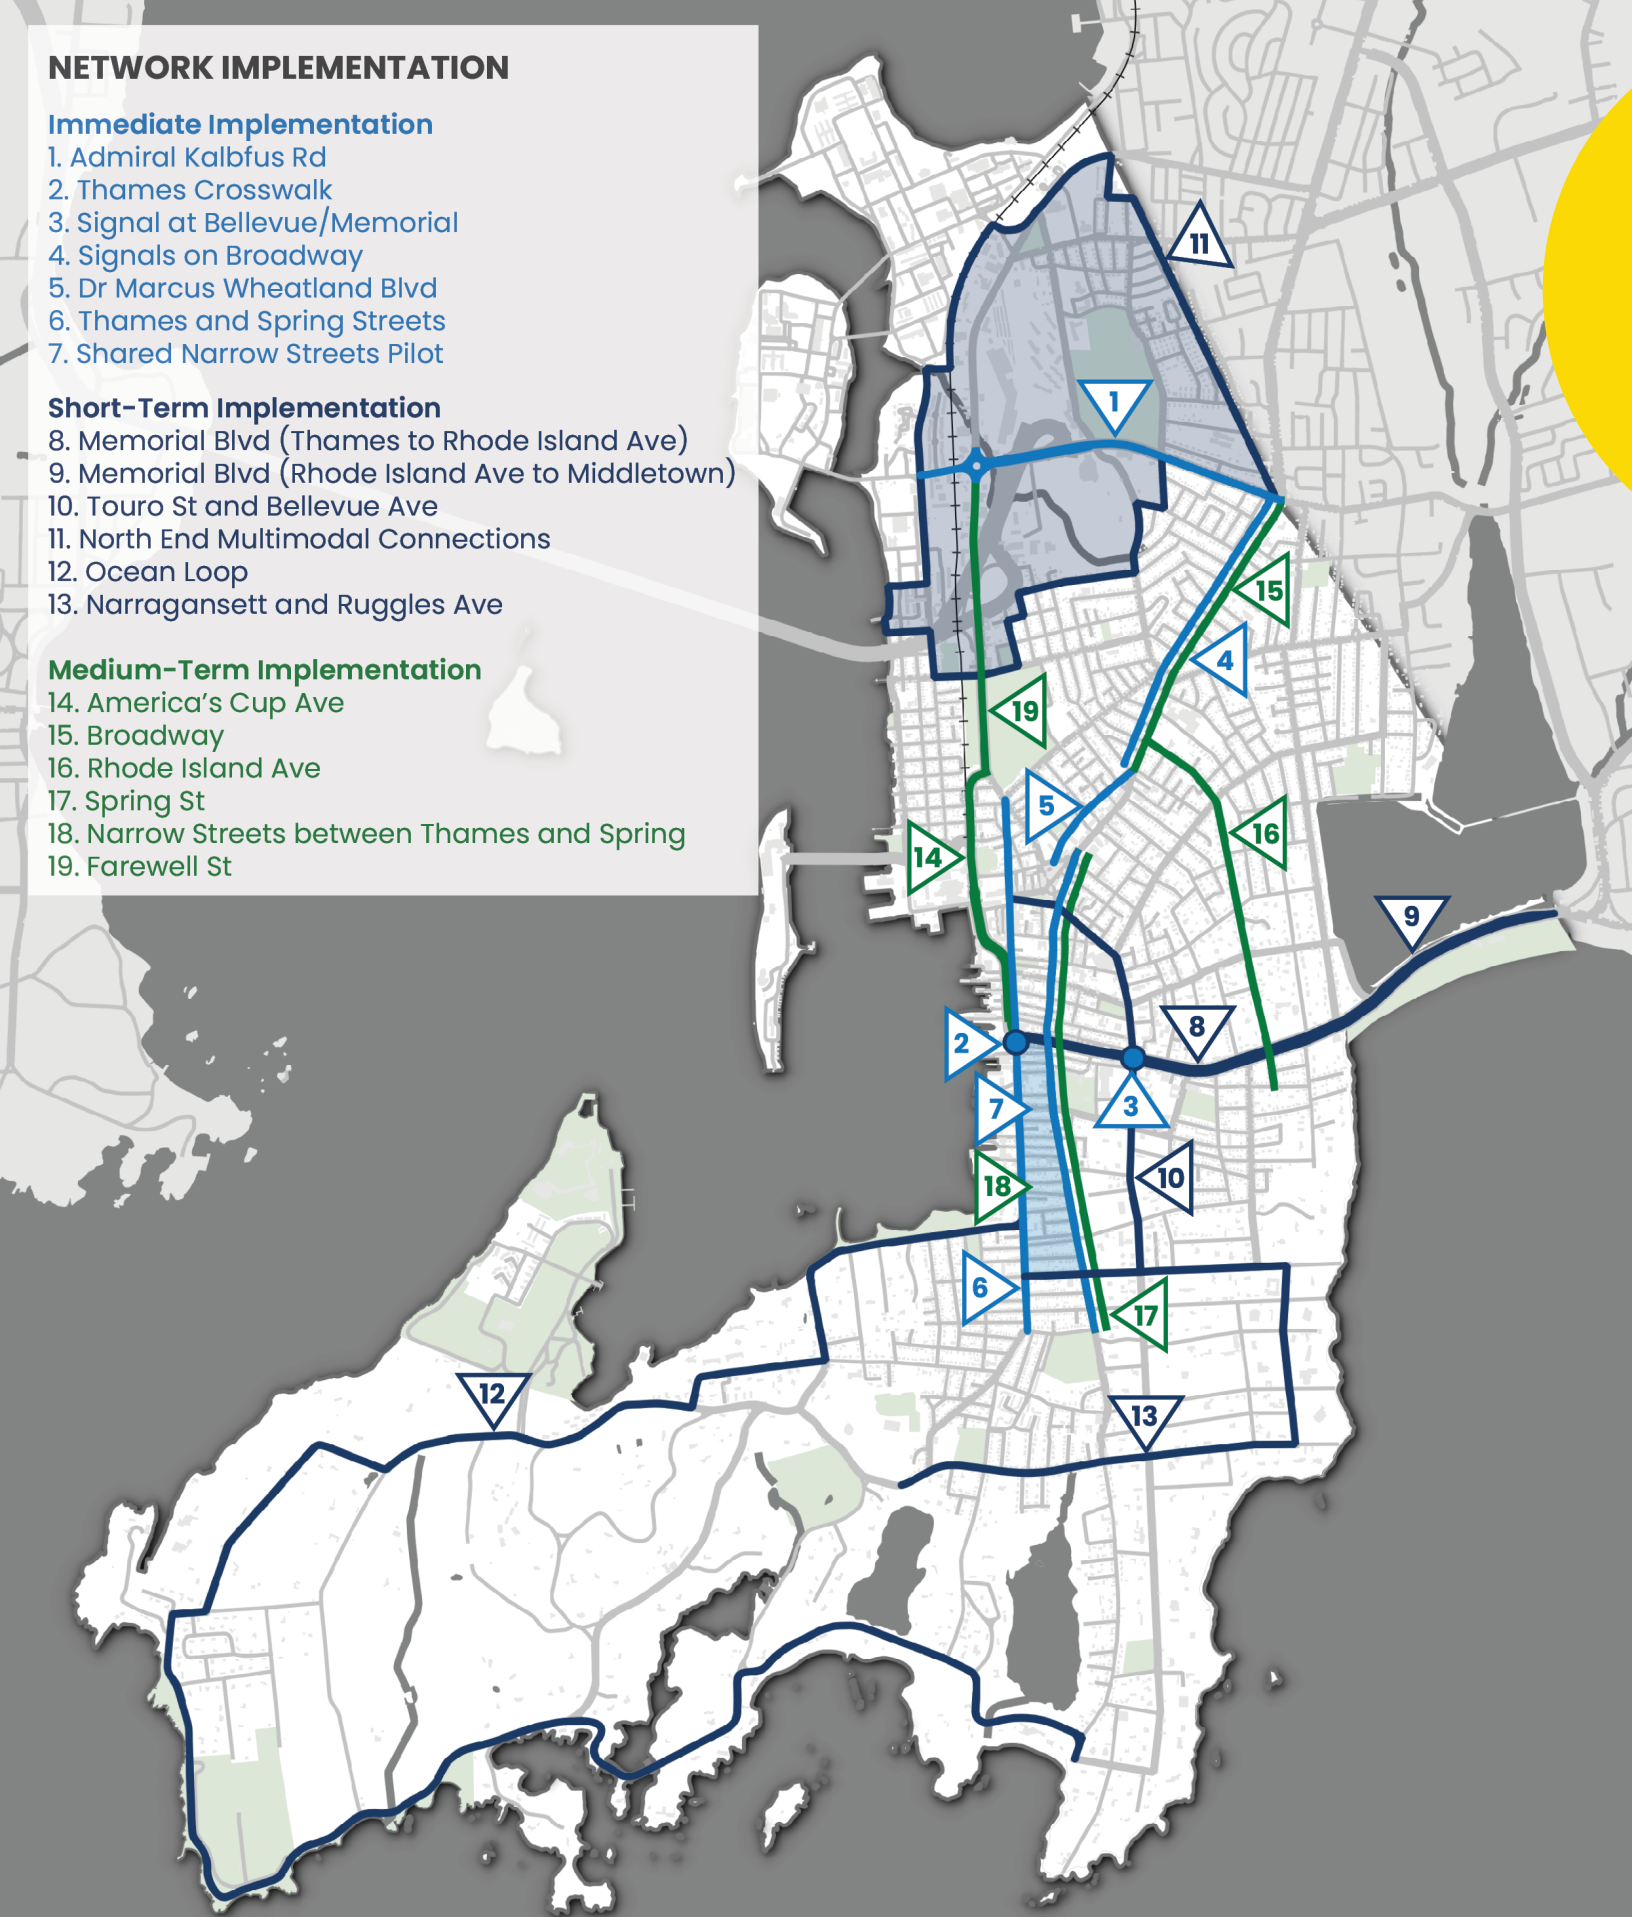 NETWORK IMPLEMENTATION
Immediate Implementation
1. Admiral Kalbfus Rd
2. Thames Crosswalk
3. Signal at Bellevue/Memorial
4. Signals on Broadway
5. Dr Marcus Wheatland Blvd
6. Thames and Spring Streets
7. Shared Narrow Streets Pilot
Short-Term Implementation
8. Memorial Blvd (Thames to Rhode Island Ave)
9. Memorial Blvd (Rhode Island Ave to Middletown)
10. Touro St and Bellevue Ave
11. North End Multimodal Connections
12. Ocean Loop
13. Narragansett and Ruggles Ave
Medium-Term Implementation
14. America's Cup Ave
15. Broadway
16. Rhode Island Ave
17. Spring St
18. Narrow Streets between Thames and Spring
19. Farewell St
11
1
15
4
19
5
16
14
9
8
2
7
3
18
10
6
17
12
13